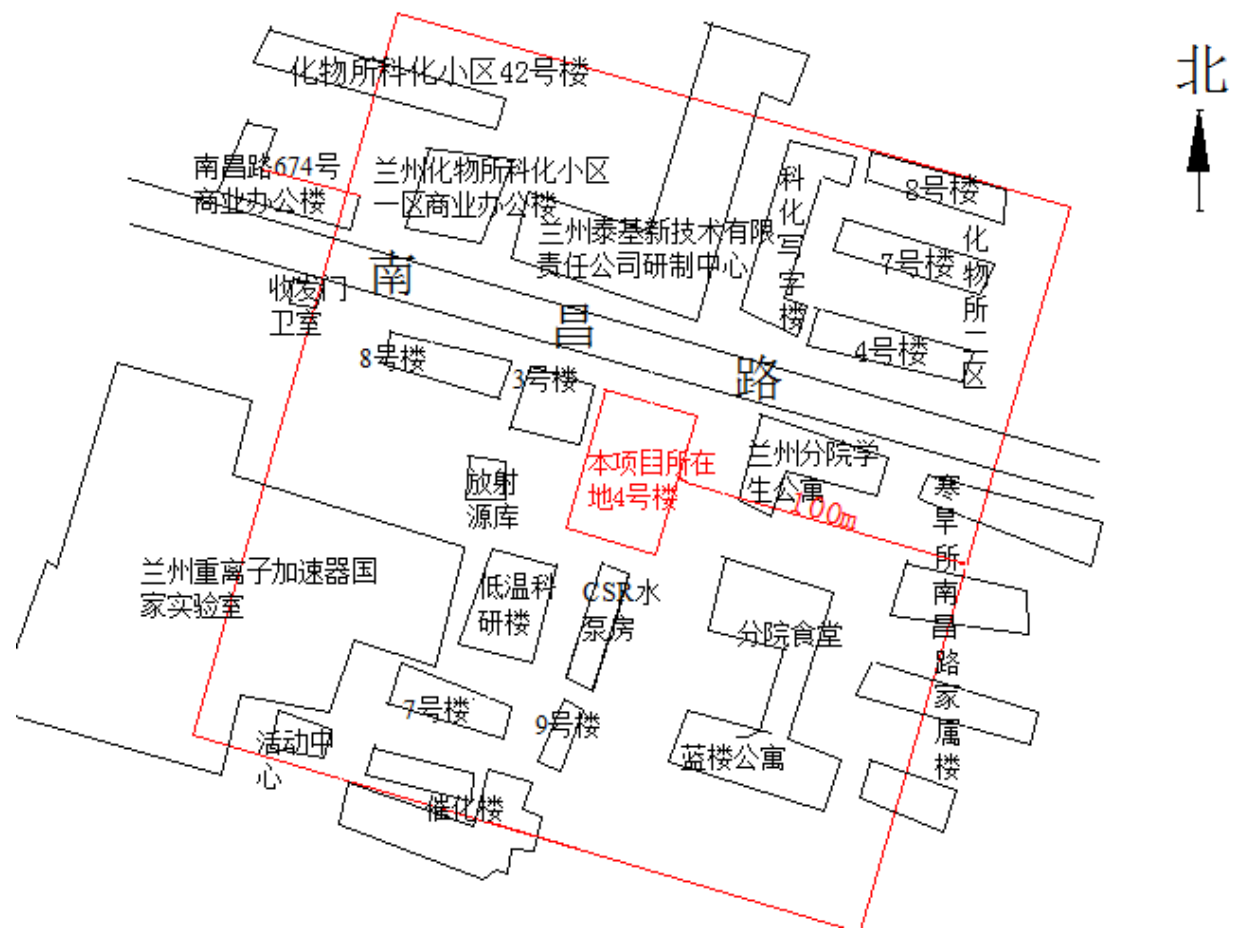 北
化物所科化小区42号楼
南昌路674号
商业办公楼
兰州化物所科化小区
一区商业办公楼
兰州泰基新技术有限
责任公司研制中心
科化写字楼
8号楼
7号楼
4号楼
化物所二区
南昌路
收发门
卫室
8号楼
3号楼
本项目所在
地4号楼
兰州分院学
生公寓
100m
放射
源库
寒旱所南昌路家属楼
兰州重离子加速器国
家实验室
低温科
研楼
CSR水
泵房
分院食堂
7号楼
9号楼
蓝楼公寓
活动中
心
催化楼